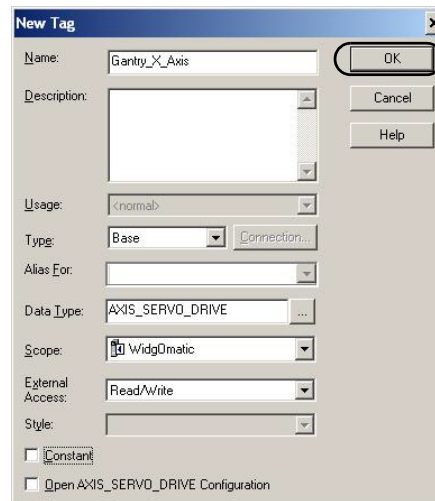 New Tag
Name: Gantry_X_Axis OK
Description: Cancel
Help
Usage: <normal>
Type: Base Connection...
Alias For:
Data Type: AXIS_SERVO_DRIVE ...
Scope: WidgOmatic
External Access: Read/Write
Style:
Constant
Open AXIS_SERVO_DRIVE Configuration